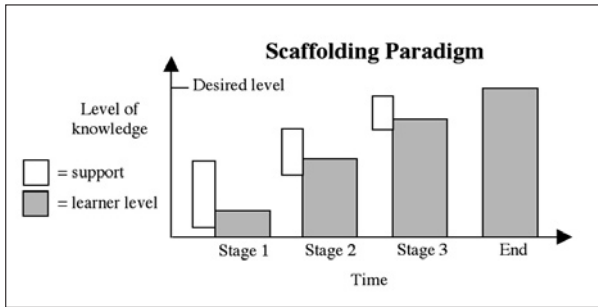 Scaffolding Paradigm
Desired level
Level of
knowledge
= support
= learner level
Stage 1
Stage 2
Stage 3
End
Time